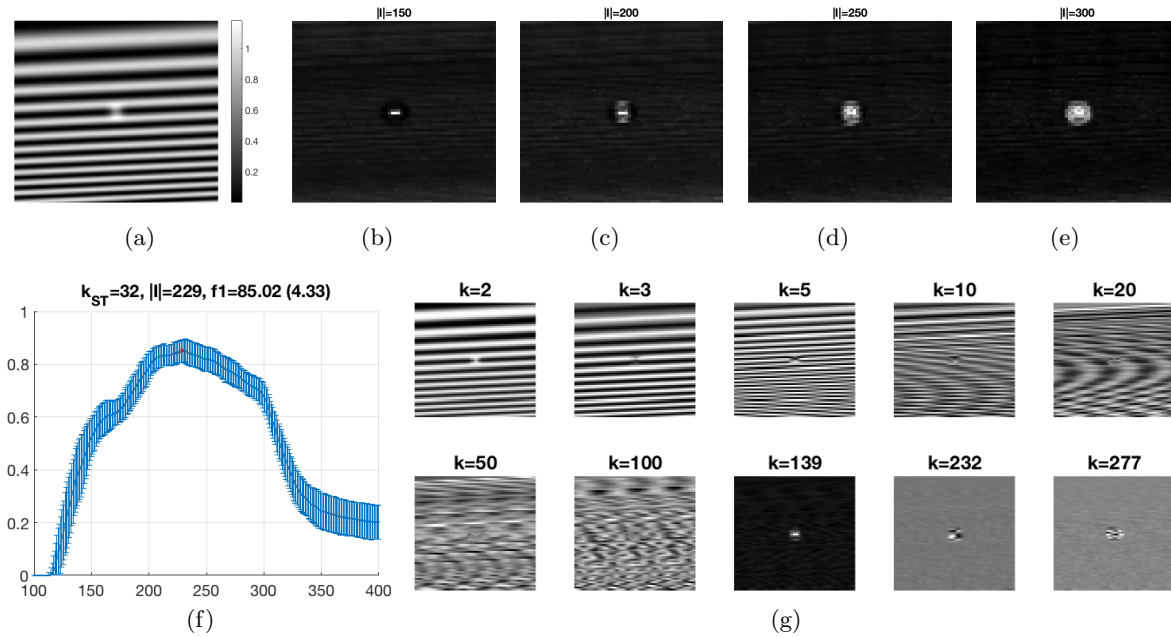 |I|=150 |I|=200 |I|=250 |I|=300
1
0.8
0.6
0.4
0.2
(a) (b) (c) (d) (e)
k_ST=32, |I|=229, f1=85.02 (4.33)
1
0.8
0.6
0.4
0.2
0
100 150 200 250 300 350 400
(f)
k=2 k=3 k=5 k=10 k=20
k=50 k=100 k=139 k=232 k=277
(g)